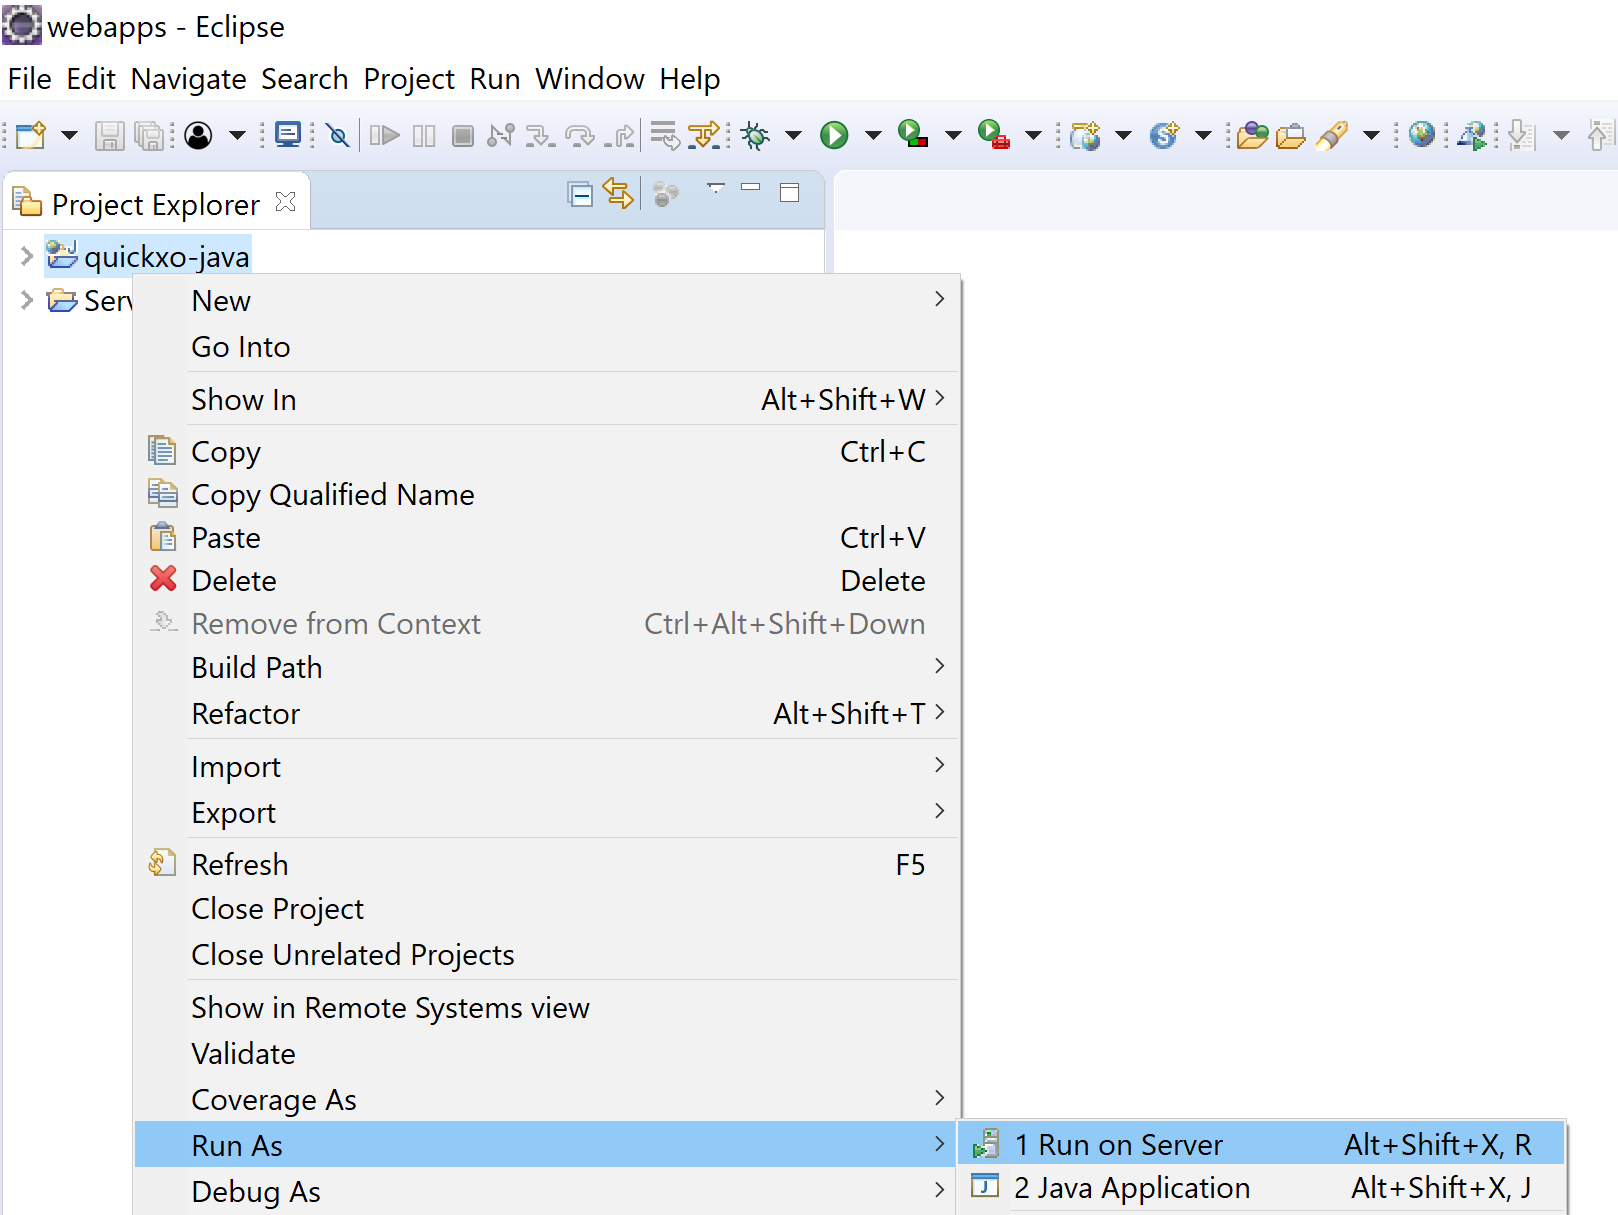 webapps - Eclipse
File Edit Navigate Search Project Run Window Help
Project Explorer
quickxo-java
Serv
New
Go Into
Show In Alt+Shift+W
Copy Ctrl+C
Copy Qualified Name
Paste Ctrl+V
Delete Delete
Remove from Context Ctrl+Alt+Shift+Down
Build Path
Refactor Alt+Shift+T
Import
Export
Refresh F5
Close Project
Close Unrelated Projects
Show in Remote Systems view
Validate
Coverage As
Run As
1 Run on Server Alt+Shift+X, R
Debug As
2 Java Application Alt+Shift+X, J